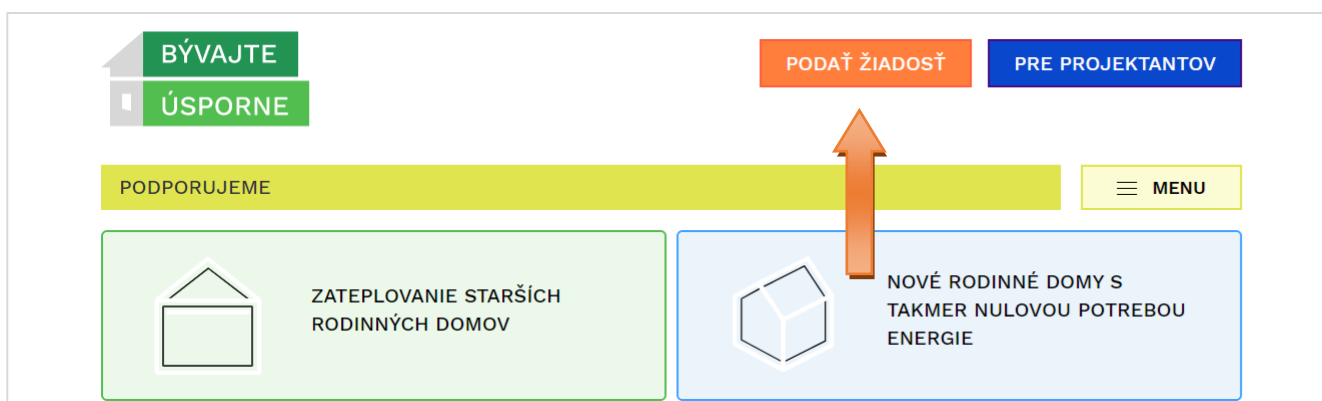 BÝVAJTE
ÚSPORNE
PODAŤ ŽIADOSŤ
PRE PROJEKTANTOV
PODPORUJEME
MENU
ZATEPLOVANIE STARŠÍCH
RODINNÝCH DOMOV
NOVÉ RODINNÉ DOMY S
TAKMER NULOVOU POTREBOU
ENERGIE